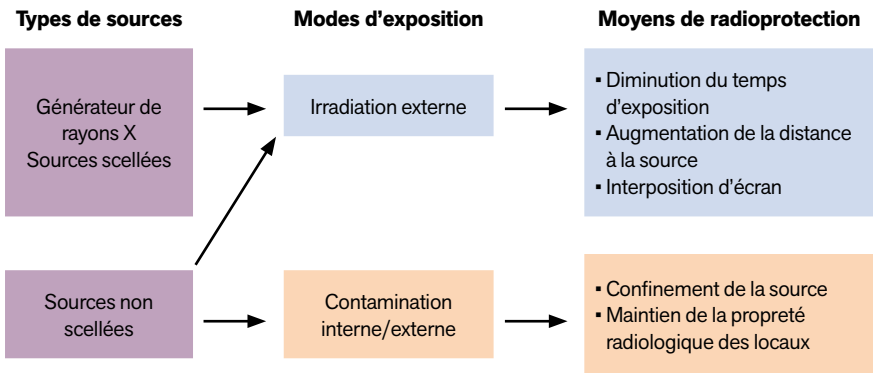 Types de sources
Modes d'exposition
Moyens de radioprotection
Générateur de
rayons X
Sources scellées
Irradiation externe
▪ Diminution du temps
d'exposition
▪ Augmentation de la distance
à la source
▪ Interposition d'écran
Sources non
scellées
Contamination
interne/externe
▪ Confinement de la source
▪ Maintien de la propreté
radiologique des locaux